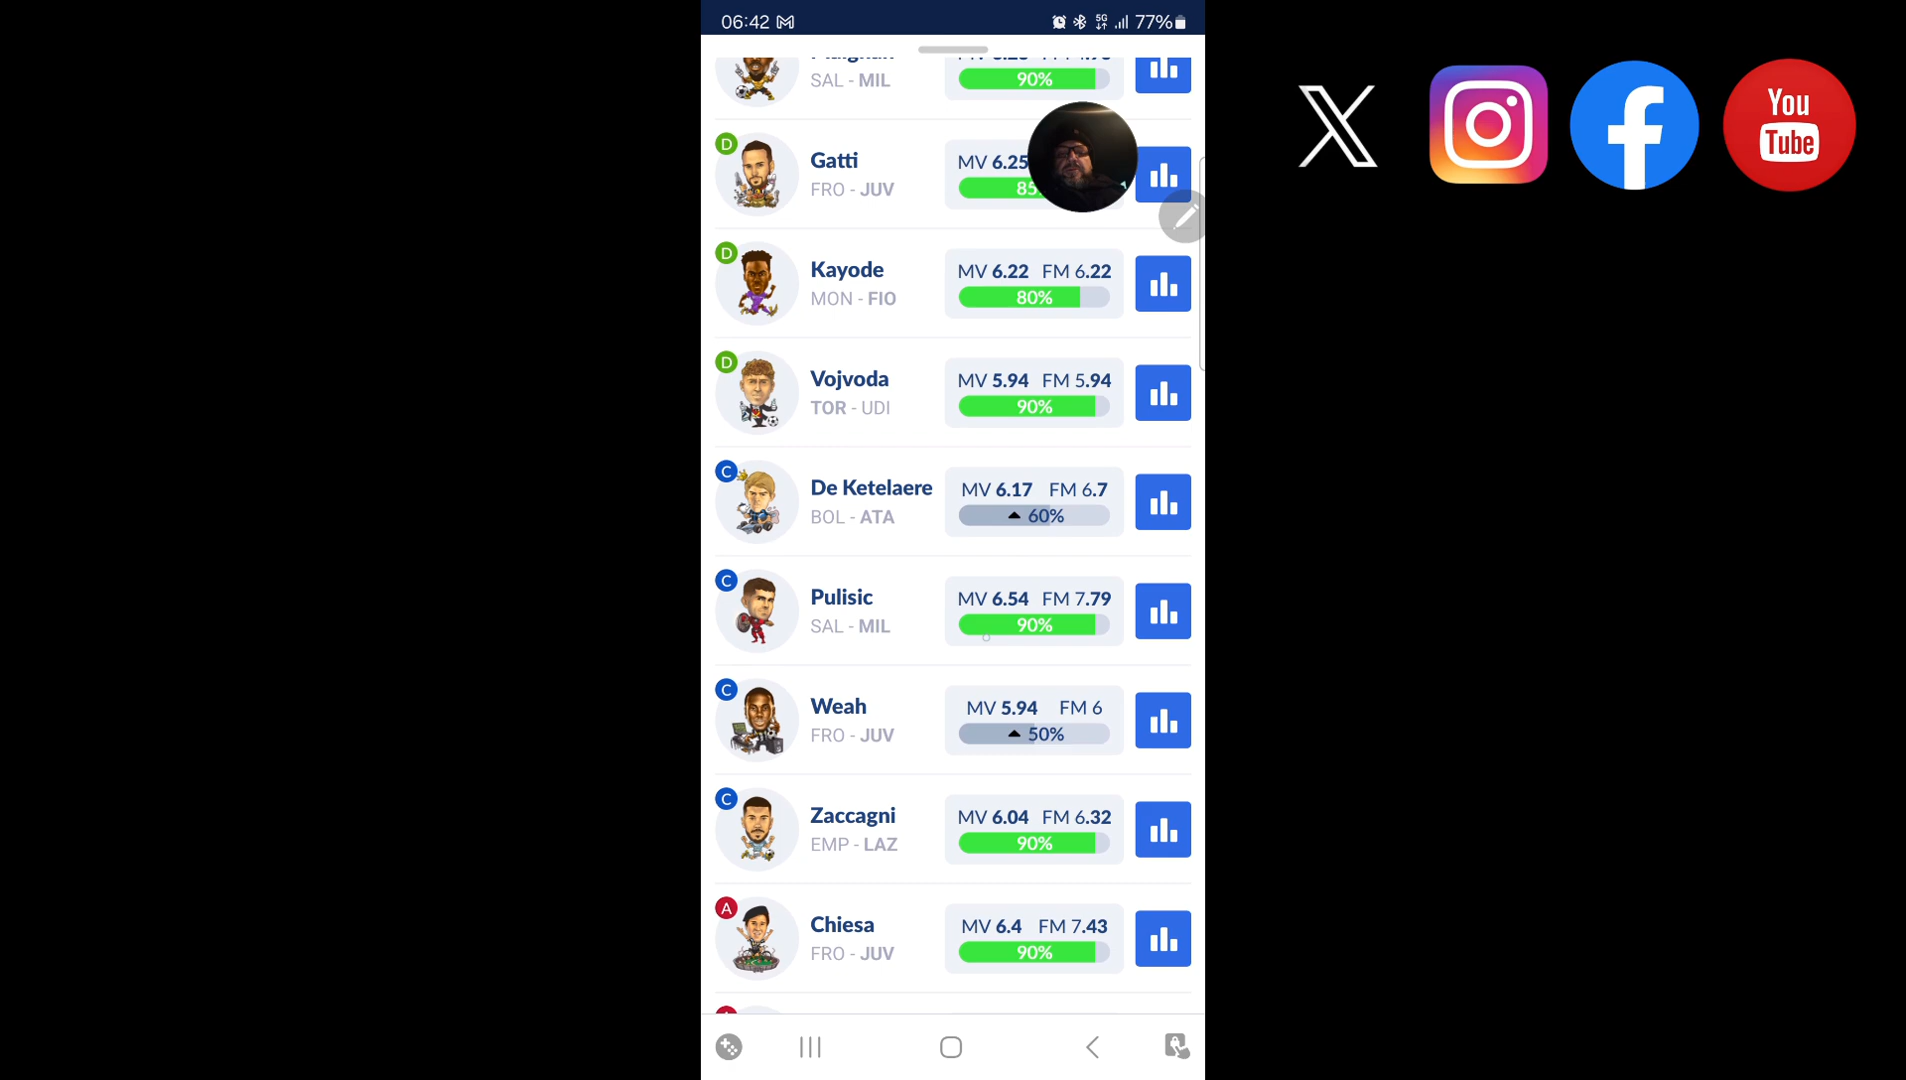 06:42
5G 77%
SAL - MIL
90%
D
Gatti
FRO - JUV
MV 6.25
D
Kayode
MON - FIO
MV 6.22 FM 6.22
80%
D
Vojvoda
TOR - UDI
MV 5.94 FM 5.94
90%
C
De Ketelaere
BOL - ATA
MV 6.17 FM 6.7
60%
C
Pulisic
SAL - MIL
MV 6.54 FM 7.79
90%
C
Weah
FRO - JUV
MV 5.94 FM 6
50%
C
Zaccagni
EMP - LAZ
MV 6.04 FM 6.32
90%
A
Chiesa
FRO - JUV
MV 6.4 FM 7.43
90%
You
Tube